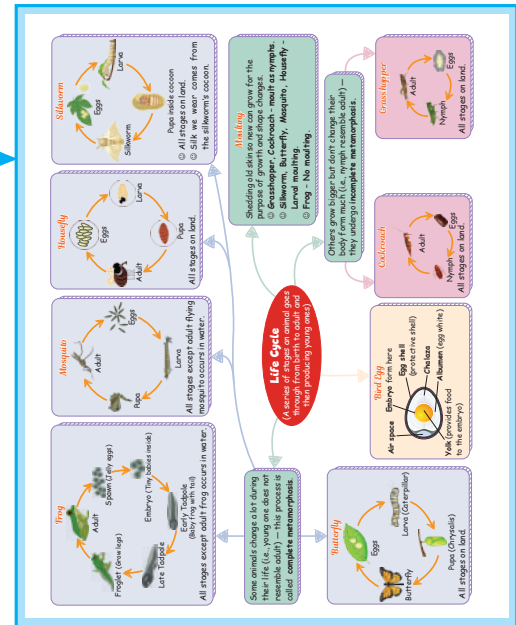 Life Cycle
(A series of stages an animal goes
through from birth to adult and
then producing young ones)
Some animals change a lot during
their life (i.e., young one does not
resemble adult) — this process is
called complete metamorphosis.
Frog
Adult
Spawn (Jelly eggs)
Embryo (Tiny babies inside)
Early Tadpole
(Baby frog with tail)
Late Tadpole
Froglet (Grow legs)
All stages except adult frog occurs in water.
Mosquito
Adult
Eggs
Larva
Pupa
All stages except adult flying
mosquito occurs in water.
Housefly
Eggs
Larva
Pupa
Adult
All stages on land.
Silkworm
Eggs
Larva
Pupa inside cocoon
Silkworm
☺ All stages on land.
☺ Silk we wear comes from
the silkworm's cocoon.
Butterfly
Eggs
Larva (Caterpillar)
Pupa (Chrysalis)
Butterfly
All stages on land.
Bird Egg
Air space
Embryo form here
Egg shell
(protective shell)
Chalaza
Albumen (egg white)
Yolk (provides food
to the embryo)
Moulting
Shedding old skin so new can grow for the
purpose of growth and shape changes.
☺ Grasshopper, Cockroach - moult as nymphs.
☺ Silkworm, Butterfly, Mosquito, Housefly -
Larval moulting.
☺ Frog - No moulting.
Others grow bigger but don't change their
body form much (i.e., nymph resemble adult) —
they undergo incomplete metamorphosis.
Cockroach
Adult
Eggs
Nymph
All stages on land.
Grasshopper
Adult
Eggs
Nymph
All stages on land.